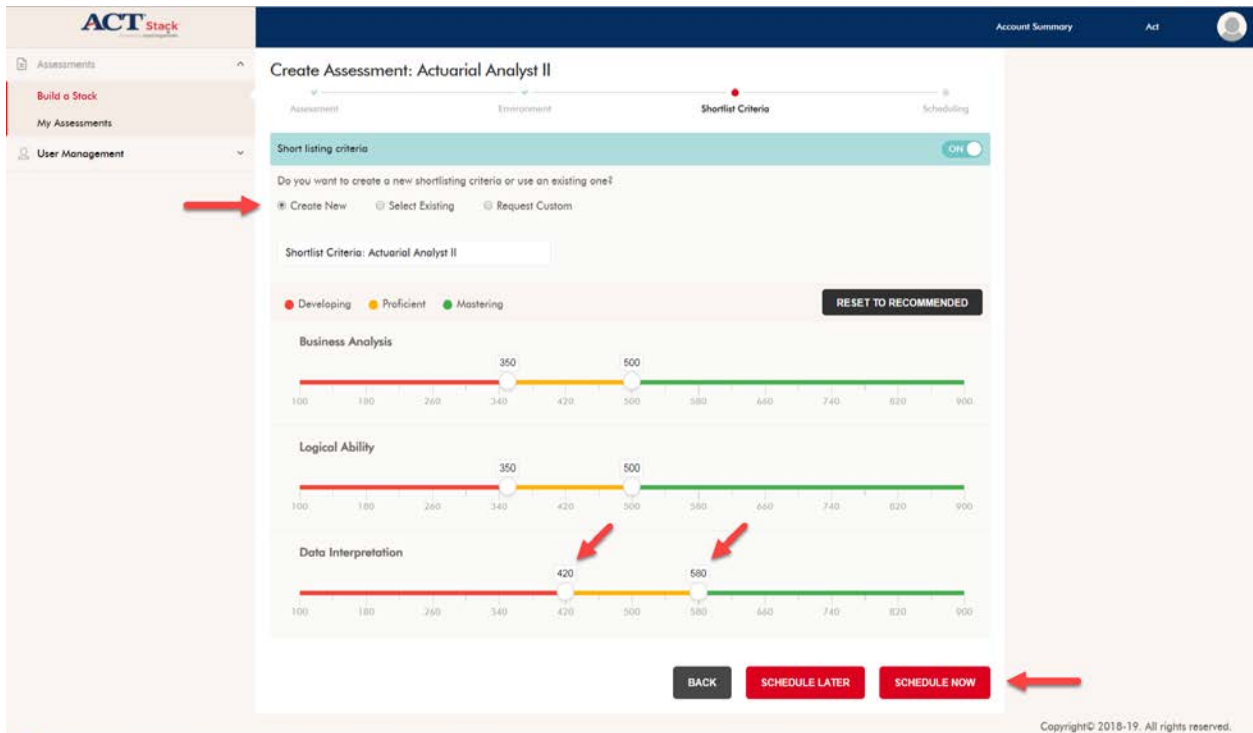 ACT Stack
Account Summary
Act
Assessments
Build a Stack
My Assessments
User Management
Create Assessment: Actuarial Analyst II
Assessment
Environment
Shortlist Criteria
Scheduling
Short listing criteria
ON
Do you want to create a new shortlisting criteria or use an existing one?
Create New
Select Existing
Request Custom
Shortlist Criteria: Actuarial Analyst II
Developing
Proficient
Mastering
RESET TO RECOMMENDED
Business Analysis
350 500
100 180 260 340 420 500 580 660 740 820 900
Logical Ability
350 500
100 180 260 340 420 500 580 660 740 820 900
Data Interpretation
420 580
100 180 260 340 420 500 580 660 740 820 900
BACK
SCHEDULE LATER
SCHEDULE NOW
Copyright© 2018-19. All rights reserved.